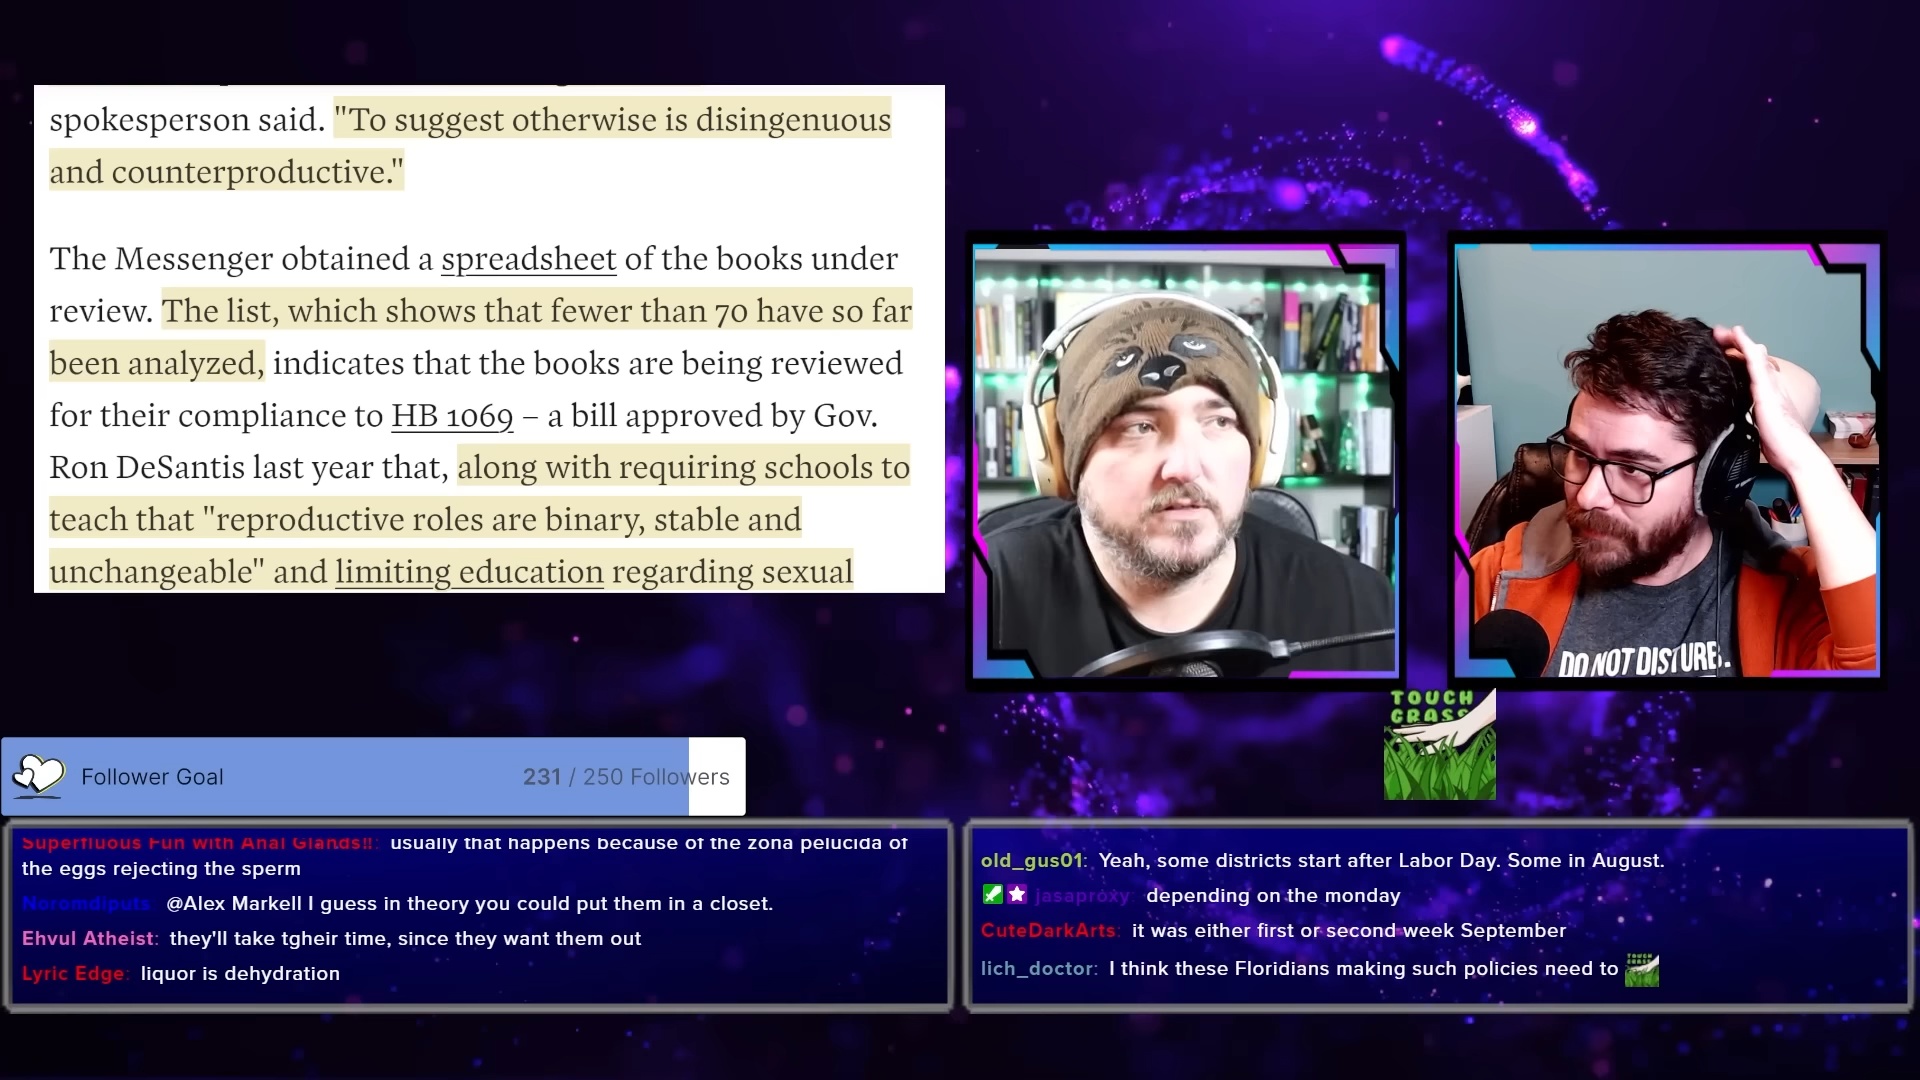 spokesperson said. "To suggest otherwise is disingenuous
and counterproductive."
The Messenger obtained a spreadsheet of the books under
review. The list, which shows that fewer than 70 have so far
been analyzed, indicates that the books are being reviewed
for their compliance to HB 1069 – a bill approved by Gov.
Ron DeSantis last year that, along with requiring schools to
teach that "reproductive roles are binary, stable and
unchangeable" and limiting education regarding sexual
DO NOT DISTURB.
TOUCH
GRASS
Follower Goal
231 / 250 Followers
Superfluous Fun with Anal Glands!!: usually that happens because of the zona pelucida of
the eggs rejecting the sperm
Noromdiputs: @Alex Markell I guess in theory you could put them in a closet.
Ehvul Atheist: they'll take tgheir time, since they want them out
Lyric Edge: liquor is dehydration
old_gus01: Yeah, some districts start after Labor Day. Some in August.
jasaproxy: depending on the monday
CuteDarkArts: it was either first or second week September
lich_doctor: I think these Floridians making such policies need to